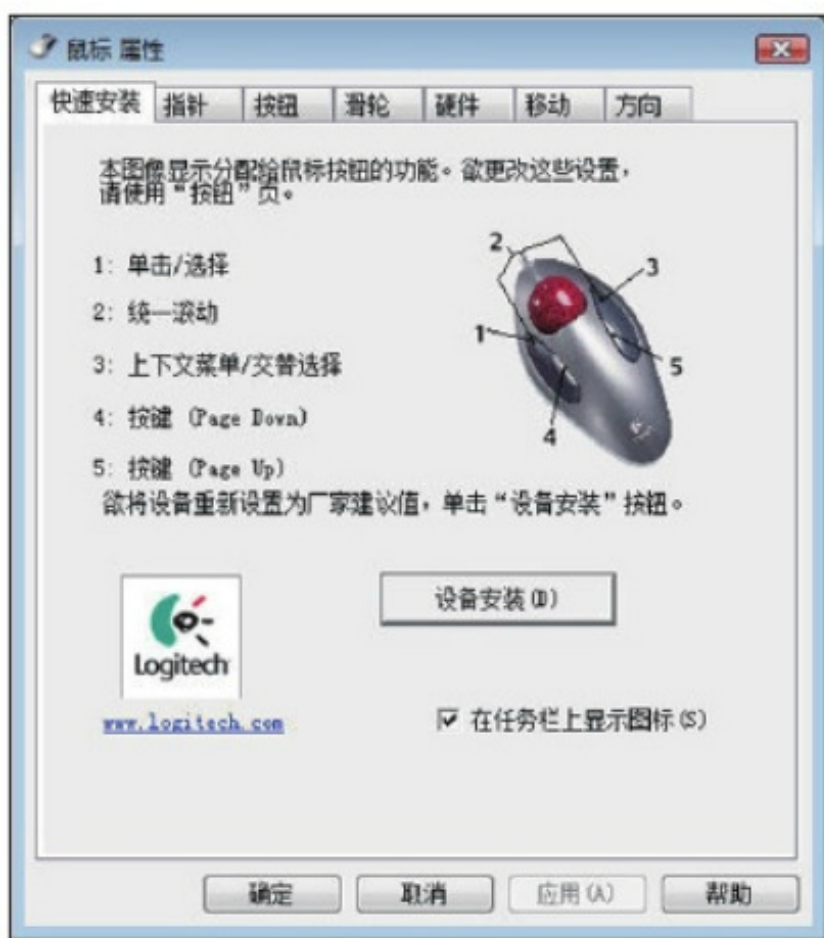 鼠标 属性
快速安装 指针 按钮 滑轮 硬件 移动 方向
本图像显示分配给鼠标按钮的功能。欲更改这些设置，
请使用“按钮”页。
1: 单击/选择
2: 统一滚动
3: 上下文菜单/交替选择
4: 按键 (Page Down)
5: 按键 (Page Up)
2
3
1
5
4
欲将设备重新设置为厂家建议值，单击“设备安装”按钮。
设备安装(D)
Logitech
www.logitech.com
在任务栏上显示图标(S)
确定 取消 应用(A) 帮助